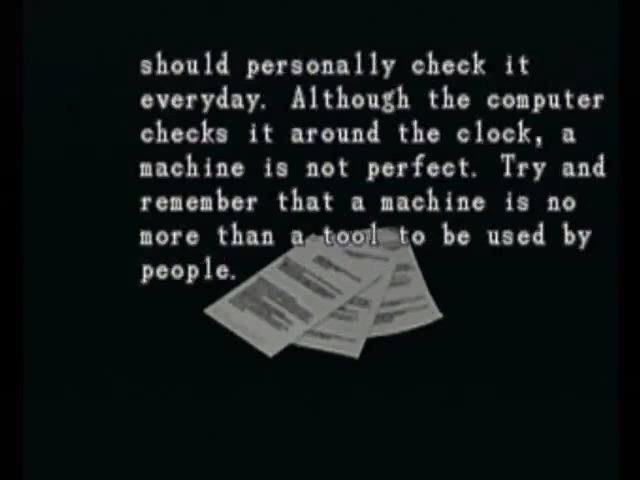 should personally check it
everyday. Although the computer
checks it around the clock, a
machine is not perfect. Try and
remember that a machine is no
more than a tool to be used by
people.